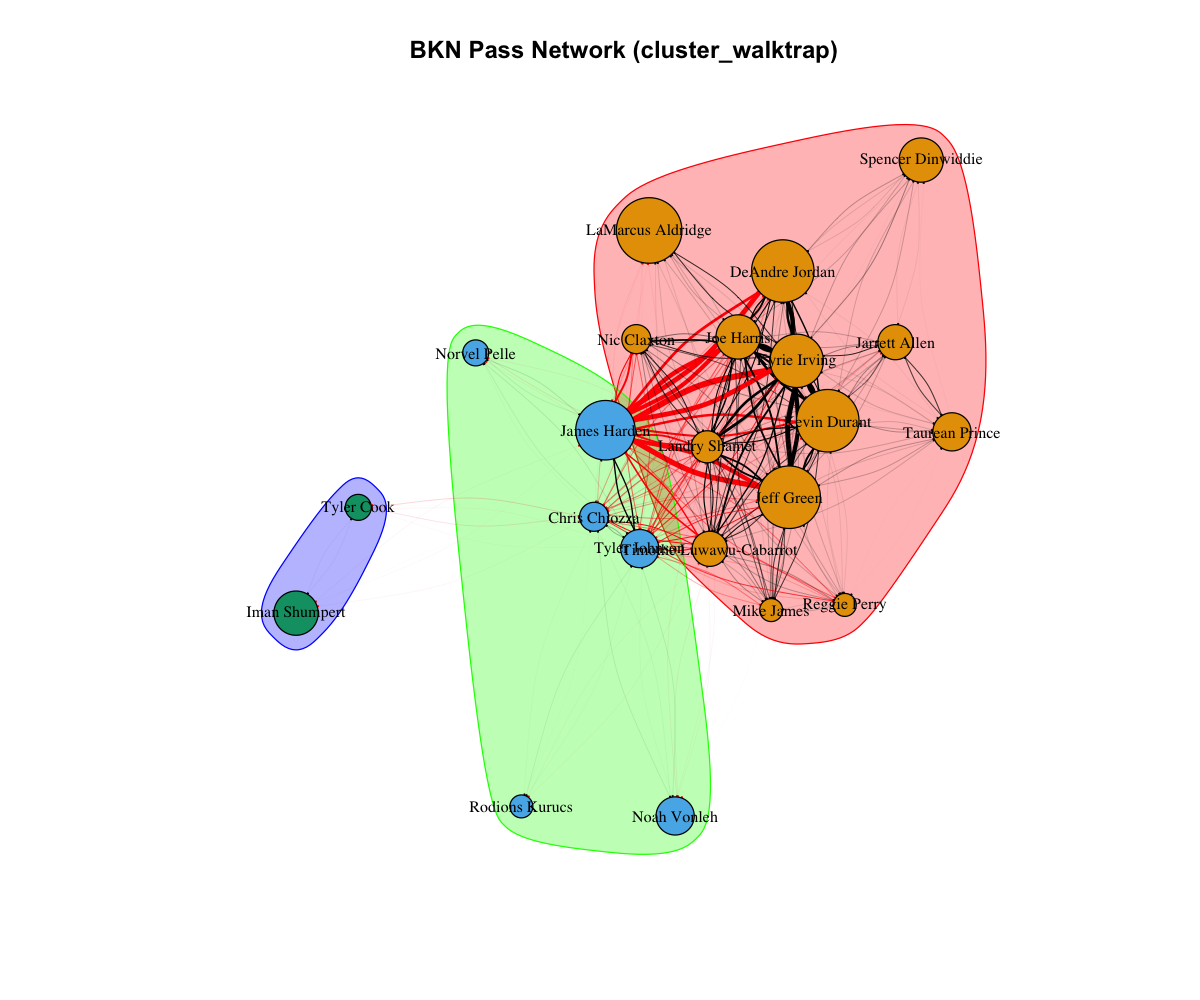 BKN Pass Network (cluster_walktrap)
Spencer Dinwiddie
LaMarcus Aldridge
DeAndre Jordan
Nic Claxton
Joe Harris
Jarrett Allen
Norvel Pelle
Kyrie Irving
James Harden
Kevin Durant
Taurean Prince
Landry Shamet
Jeff Green
Tyler Cook
Chris Chiozza
Tyler Johnson
Timothe Luwawu-Cabarrot
Iman Shumpert
Mike James
Reggie Perry
Rodions Kurucs
Noah Vonleh